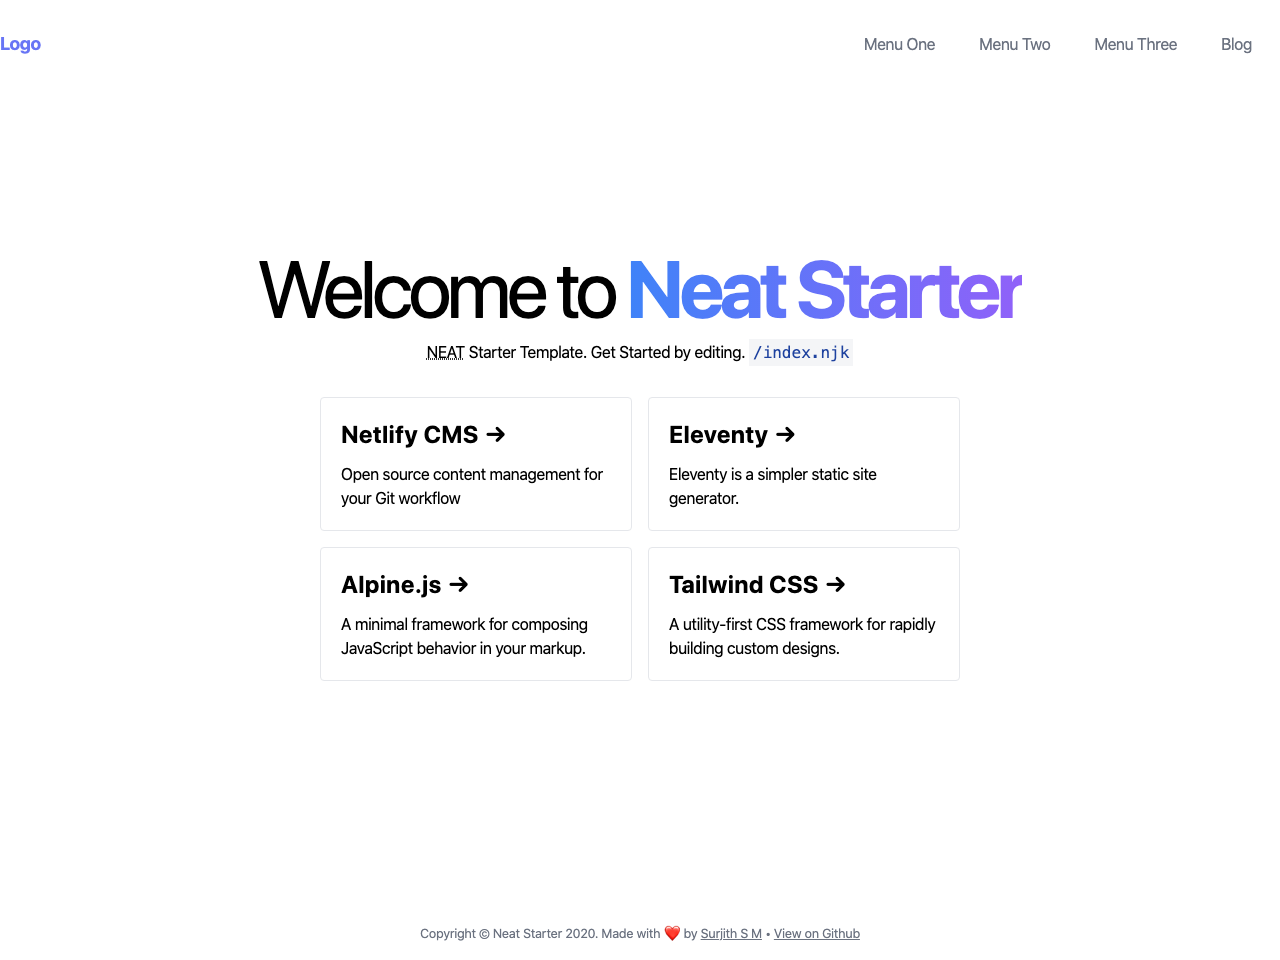 Logo
Menu One
Menu Two
Menu Three
Blog
Welcome to Neat Starter
NEAT Starter Template. Get Started by editing. /index.njk
Netlify CMS →
Open source content management for
your Git workflow
Eleventy →
Eleventy is a simpler static site
generator.
Alpine.js →
A minimal framework for composing
JavaScript behavior in your markup.
Tailwind CSS →
A utility-first CSS framework for rapidly
building custom designs.
Copyright © Neat Starter 2020. Made with ❤️ by Surjith S M • View on Github